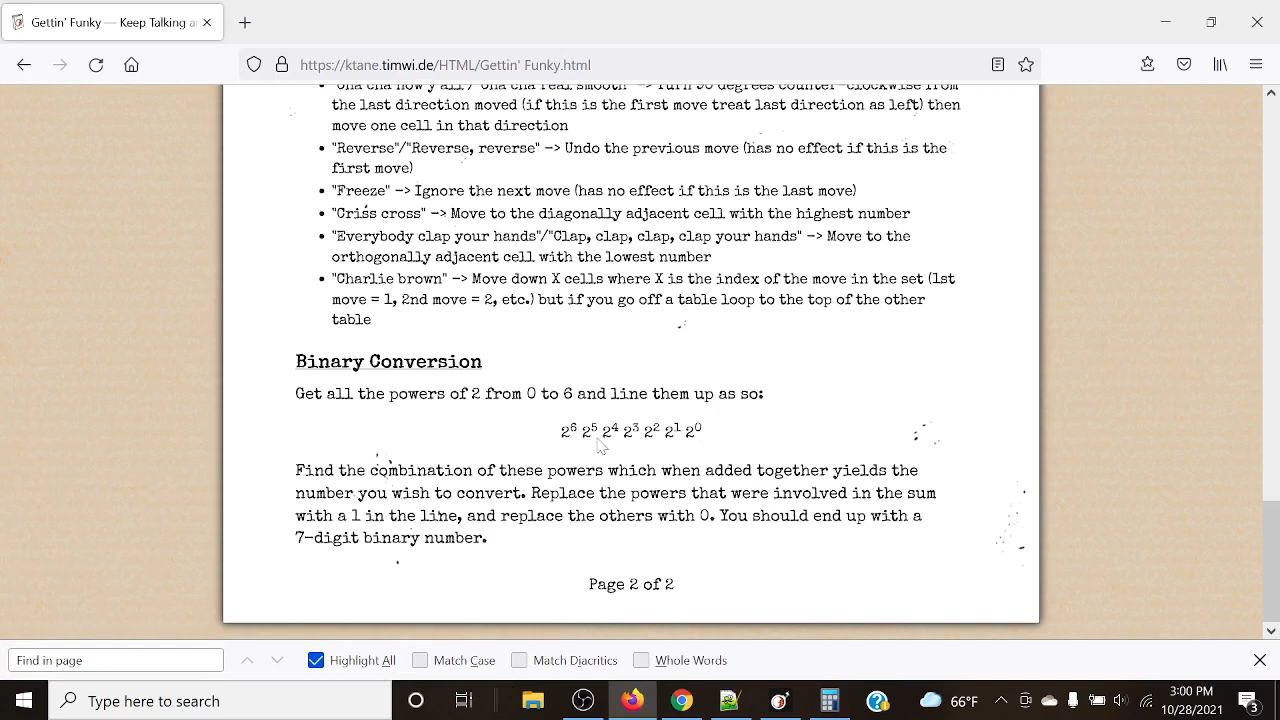 Gettin' Funky — Keep Talking a
https://ktane.timwi.de/HTML/Gettin' Funky.html
the last direction moved (if this is the first move treat last direction as left) then
move one cell in that direction
• "Reverse"/"Reverse, reverse" -> Undo the previous move (has no effect if this is the
first move)
• "Freeze" -> Ignore the next move (has no effect if this is the last move)
• "Criss cross" -> Move to the diagonally adjacent cell with the highest number
• "Everybody clap your hands"/"Clap, clap, clap, clap your hands" -> Move to the
orthogonally adjacent cell with the lowest number
• "Charlie brown" -> Move down X cells where X is the index of the move in the set (1st
move = 1, 2nd move = 2, etc.) but if you go off a table loop to the top of the other
table
Binary Conversion
Get all the powers of 2 from 0 to 6 and line them up as so:
2⁶ 2⁵ 2⁴ 2³ 2² 2¹ 2⁰
Find the combination of these powers which when added together yields the
number you wish to convert. Replace the powers that were involved in the sum
with a 1 in the line, and replace the others with 0. You should end up with a
7-digit binary number.
Page 2 of 2
Find in page
Highlight All
Match Case
Match Diacritics
Whole Words
Type here to search
66°F
3:00 PM
10/28/2021
3